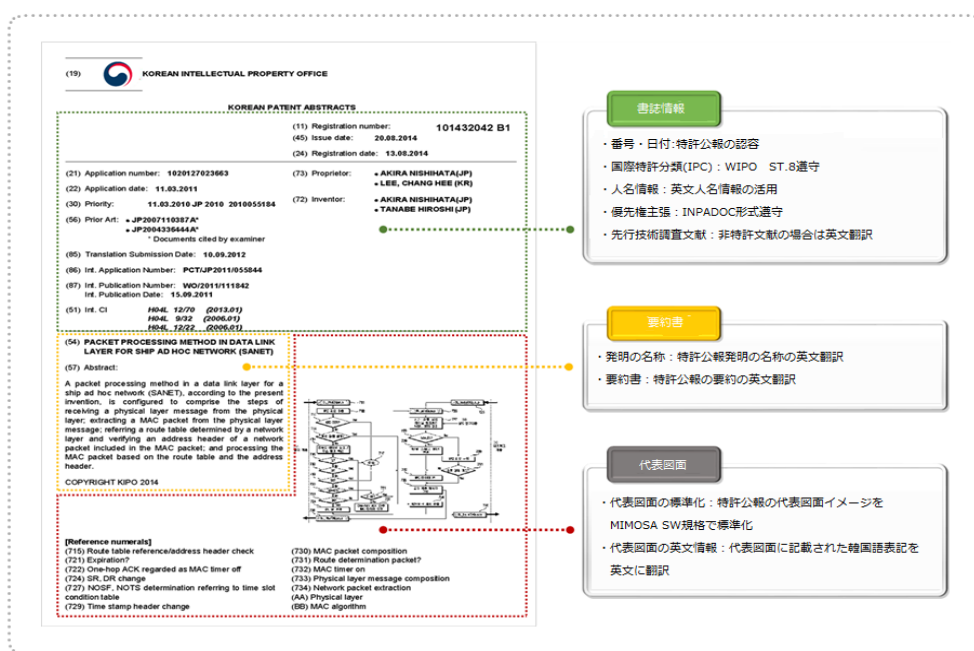 (19) KOREAN INTELLECTUAL PROPERTY OFFICE
KOREAN PATENT ABSTRACTS
(11) Registration number: 101432042 B1
(45) Issue date: 20.08.2014
(24) Registration date: 13.08.2014
(21) Application number: 1020127023663
(22) Application date: 11.03.2011
(30) Priority: 11.03.2010 JP 2010 2010055184
(56) Prior Art: • JP2007110387A*
• JP2004336444A*
* Documents cited by examiner
(85) Translation Submission Date: 10.09.2012
(86) Int. Application Number: PCT/JP2011/055844
(87) Int. Publication Number: WO/2011/111842
Int. Publication Date: 15.09.2011
(51) Int. CI H04L 12/70 (2013.01)
H04L 9/32 (2006.01)
H04L 12/22 (2006.01)
(73) Proprietor: • AKIRA NISHIHATA(JP)
• LEE, CHANG HEE (KR)
(72) Inventor: • AKIRA NISHIHATA(JP)
• TANABE HIROSHI(JP)
(54) PACKET PROCESSING METHOD IN DATA LINK
LAYER FOR SHIP AD HOC NETWORK (SANET)
(57) Abstract:
A packet processing method in a data link layer for a
ship ad hoc network (SANET), according to the present
invention, is configured to comprise the steps of
receiving a physical layer message from the physical
layer; extracting a MAC packet from the physical layer
message; referring a route table determined by a network
layer and verifying an address header of a network
packet included in the MAC packet; and processing the
MAC packet based on the route table and the address
header.
COPYRIGHT KIPO 2014
[Reference numerals]
(715) Route table reference/address header check
(721) Expiration?
(722) One-hop ACK regarded as MAC timer off
(724) SR, DR change
(727) NOSF, NOTS determination referring to time slot
condition table
(729) Time stamp header change
(730) MAC packet composition
(731) Route determination packet?
(732) MAC timer on
(733) Physical layer message composition
(734) Network packet extraction
(AA) Physical layer
(BB) MAC algorithm
書誌情報
・番号・日付:特許公報の認容
・国際特許分類(IPC)：WIPO ST.8遵守
・人名情報：英文人名情報の活用
・優先権主張：INPADOC形式遵守
・先行技術調査文献：非特許文献の場合は英文翻訳
要約書
・発明の名称：特許公報発明の名称の英文翻訳
・要約書：特許公報の要約の英文翻訳
代表図面
・代表図面の標準化：特許公報の代表図面イメージを
MIMOSA SW規格で標準化
・代表図面の英文情報：代表図面に記載された韓国語表記を
英文に翻訳